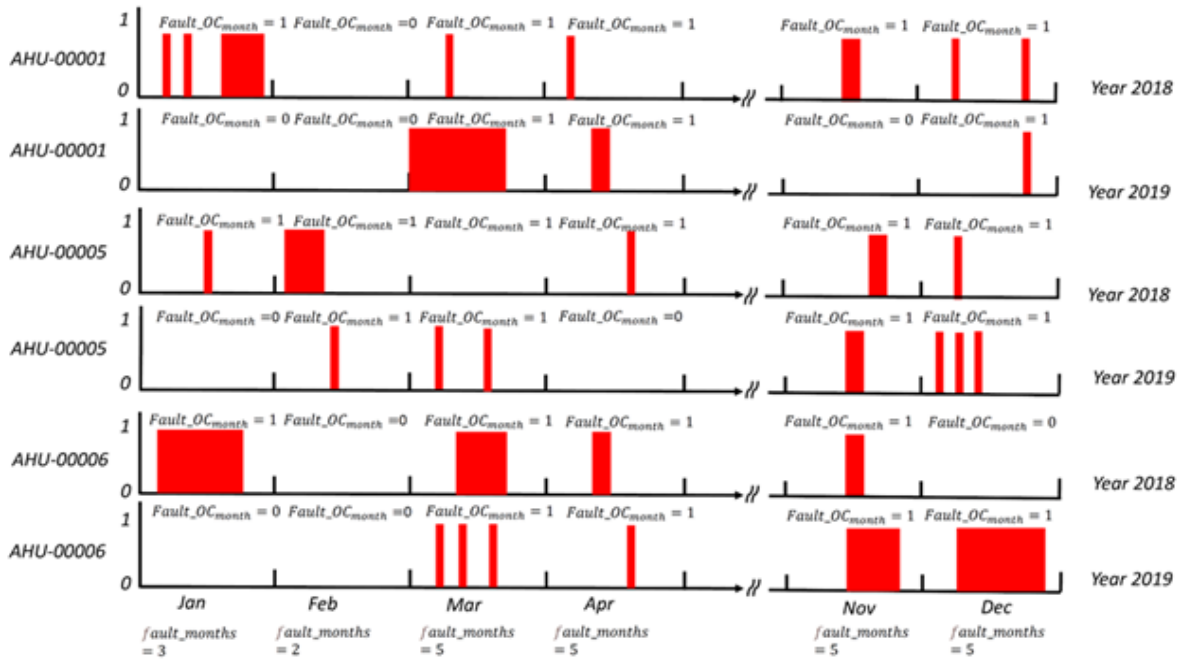 1 Fault_OC_month = 1 Fault_OC_month =0 Fault_OC_month = 1 Fault_OC_month = 1 Fault_OC_month = 1 Fault_OC_month = 1
AHU-00001
0 // Year 2018
1 Fault_OC_month = 0 Fault_OC_month =0 Fault_OC_month = 1 Fault_OC_month = 1 Fault_OC_month = 0 Fault_OC_month = 1
AHU-00001
0 // Year 2019
1 Fault_OC_month = 1 Fault_OC_month =1 Fault_OC_month = 1 Fault_OC_month = 1 Fault_OC_month = 1 Fault_OC_month = 1
AHU-00005
0 // Year 2018
1 Fault_OC_month =0 Fault_OC_month = 1 Fault_OC_month = 1 Fault_OC_month =0 Fault_OC_month = 1 Fault_OC_month = 1
AHU-00005
0 // Year 2019
1 Fault_OC_month = 1 Fault_OC_month =0 Fault_OC_month = 1 Fault_OC_month = 1 Fault_OC_month = 1 Fault_OC_month = 0
AHU-00006
0 // Year 2018
1 Fault_OC_month = 0 Fault_OC_month =0 Fault_OC_month = 1 Fault_OC_month = 1 Fault_OC_month = 1 Fault_OC_month = 1
AHU-00006
0 // Year 2019
Jan Feb Mar Apr Nov Dec
fault_months fault_months fault_months fault_months fault_months fault_months
= 3 = 2 = 5 = 5 = 5 = 5